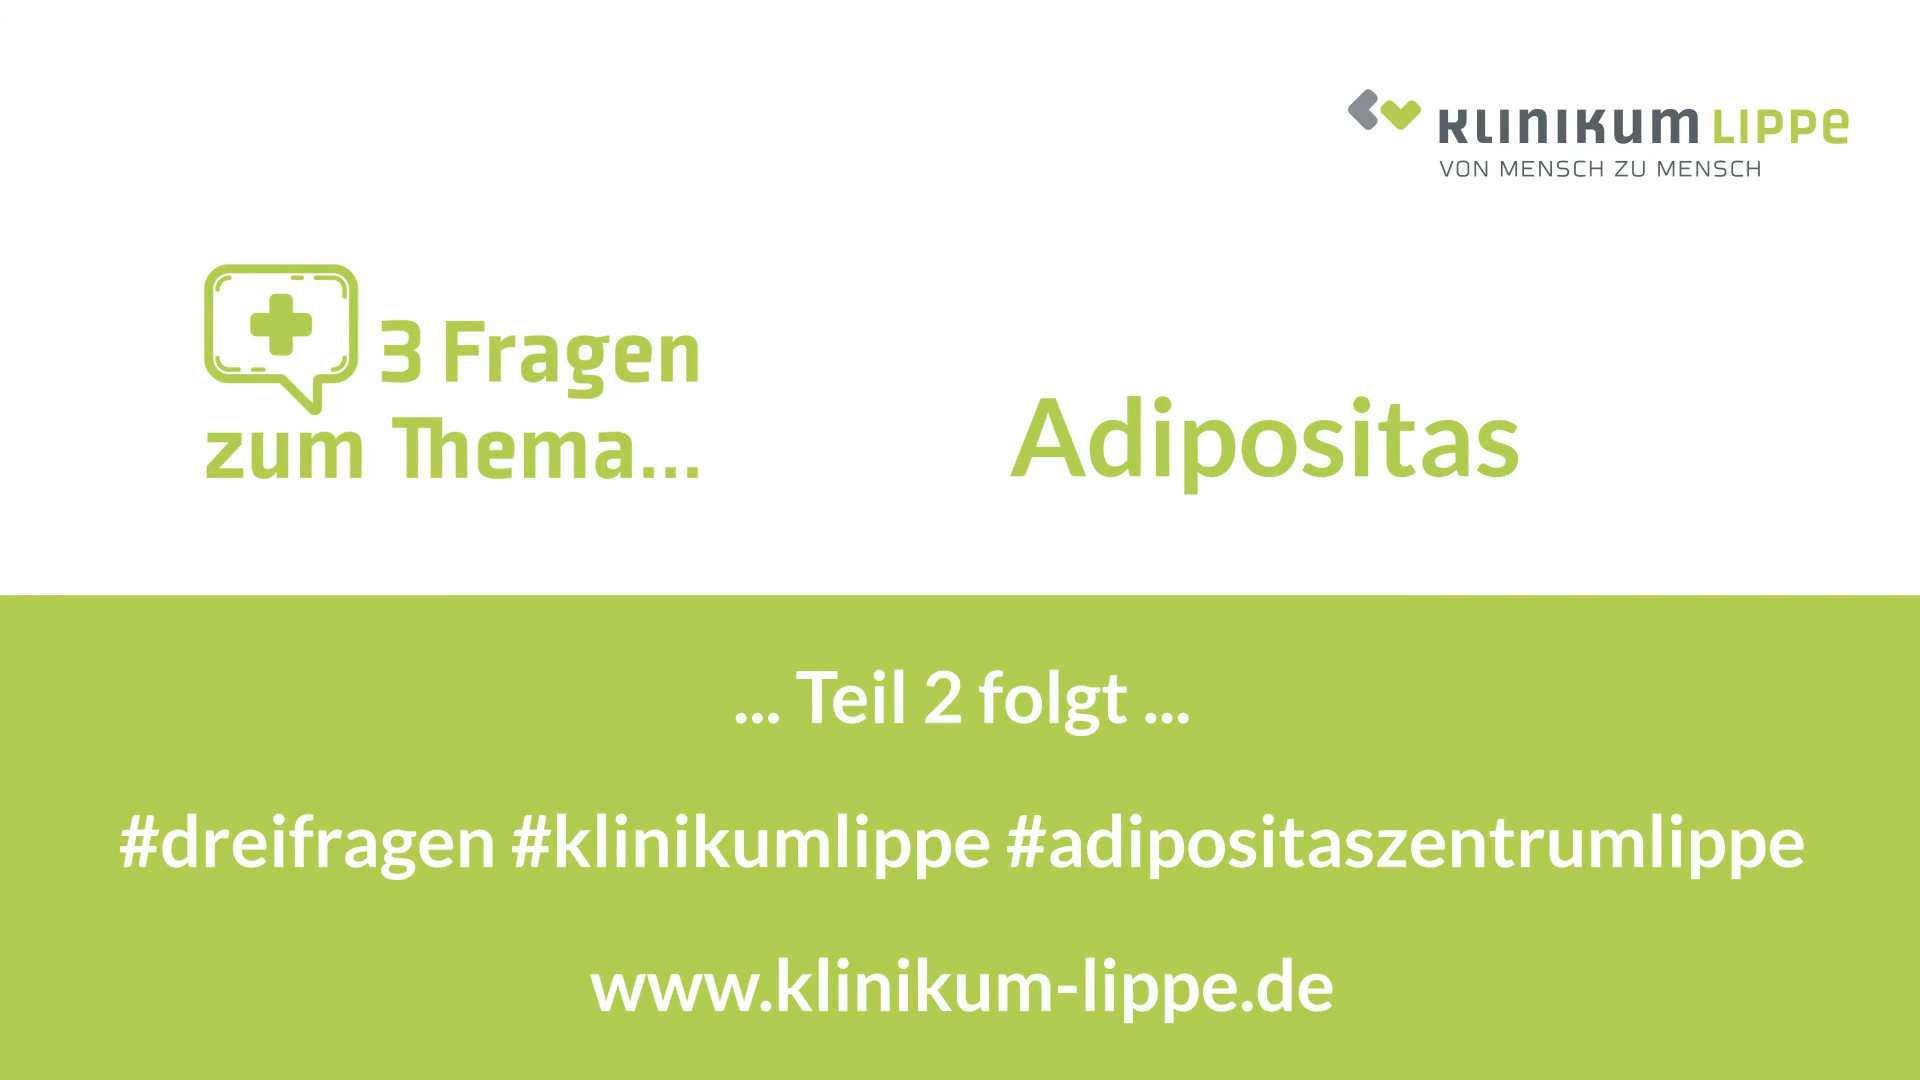 KLINIKUM LIPPE
VON MENSCH ZU MENSCH
3 Fragen
zum Thema...
Adipositas
... Teil 2 folgt ...
#dreifragen #klinikumlippe #adipositaszentrumlippe
www.klinikum-lippe.de